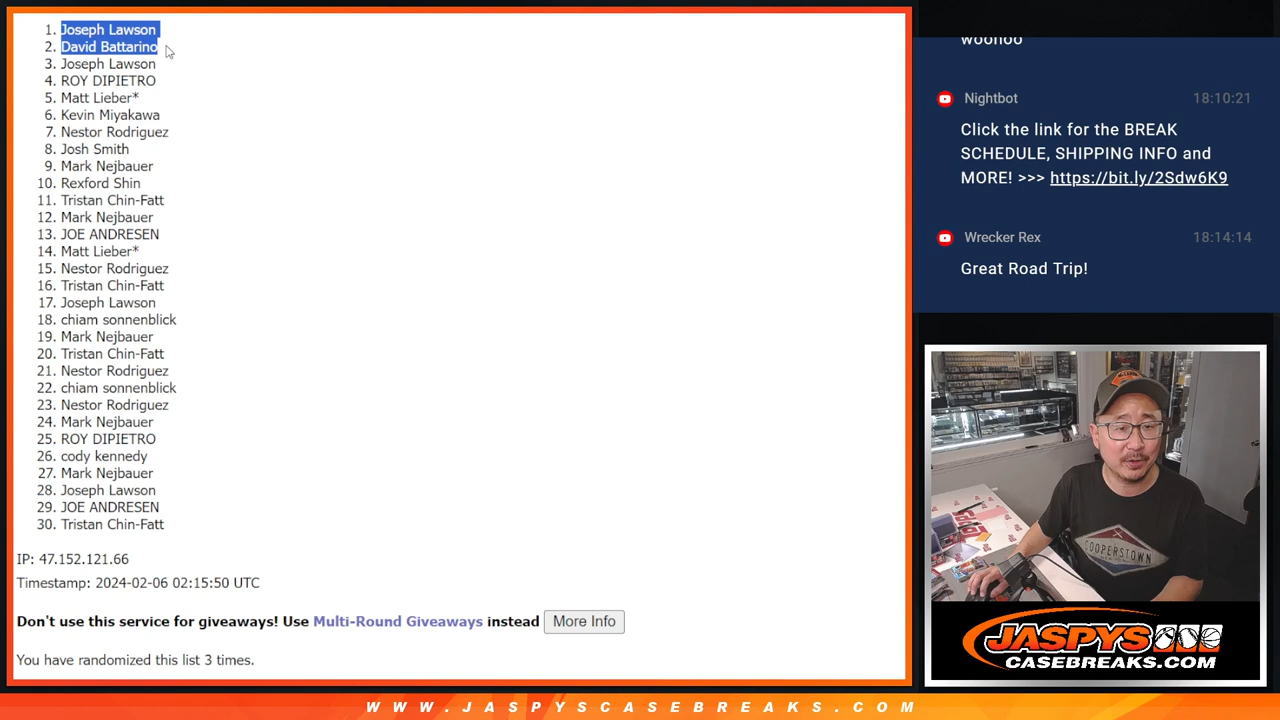 1. Joseph Lawson
2. David Battarino
3. Joseph Lawson
4. ROY DIPIETRO
5. Matt Lieber*
6. Kevin Miyakawa
7. Nestor Rodriguez
8. Josh Smith
9. Mark Nejbauer
10. Rexford Shin
11. Tristan Chin-Fatt
12. Mark Nejbauer
13. JOE ANDRESEN
14. Matt Lieber*
15. Nestor Rodriguez
16. Tristan Chin-Fatt
17. Joseph Lawson
18. chiam sonnenblick
19. Mark Nejbauer
20. Tristan Chin-Fatt
21. Nestor Rodriguez
22. chiam sonnenblick
23. Nestor Rodriguez
24. Mark Nejbauer
25. ROY DIPIETRO
26. cody kennedy
27. Mark Nejbauer
28. Joseph Lawson
29. JOE ANDRESEN
30. Tristan Chin-Fatt
IP: 47.152.121.66
Timestamp: 2024-02-06 02:15:50 UTC
Don't use this service for giveaways! Use Multi-Round Giveaways instead More Info
You have randomized this list 3 times.
woohoo
Nightbot 18:10:21
Click the link for the BREAK
SCHEDULE, SHIPPING INFO and
MORE! >>> https://bit.ly/2Sdw6K9
Wrecker Rex 18:14:14
Great Road Trip!
COOPERSTOWN
JASPYS
CASEBREAKS.COM
WWW.JASPYSCASEBREAKS.COM